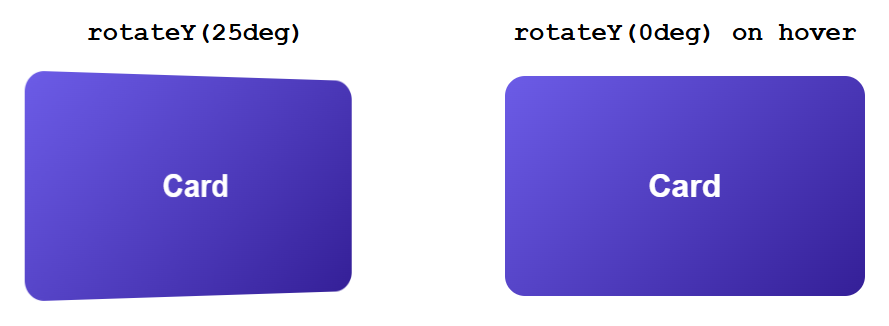 rotateY(25deg)
rotateY(0deg) on hover
Card
Card